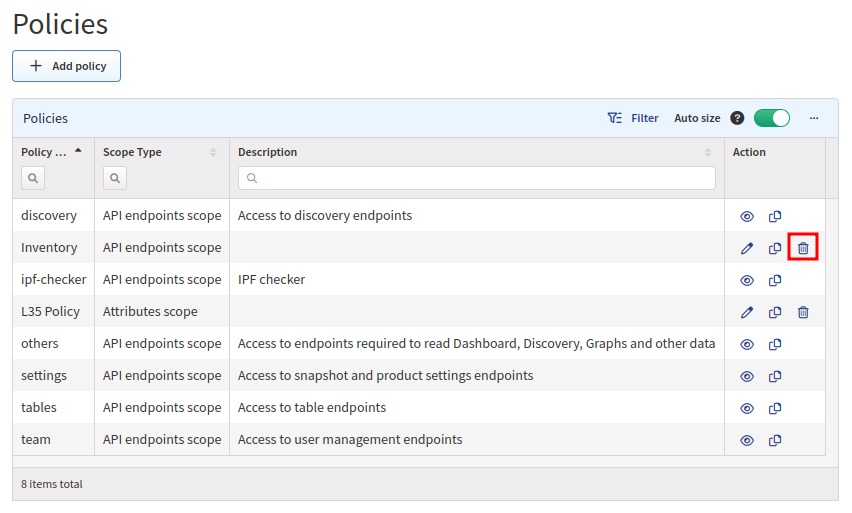 Policies
Add policy
Policies Filter Auto size ? ...
Policy ... Scope Type Description Action
discovery API endpoints scope Access to discovery endpoints
Inventory API endpoints scope
ipf-checker API endpoints scope IPF checker
L35 Policy Attributes scope
others API endpoints scope Access to endpoints required to read Dashboard, Discovery, Graphs and other data
settings API endpoints scope Access to snapshot and product settings endpoints
tables API endpoints scope Access to table endpoints
team API endpoints scope Access to user management endpoints
8 items total